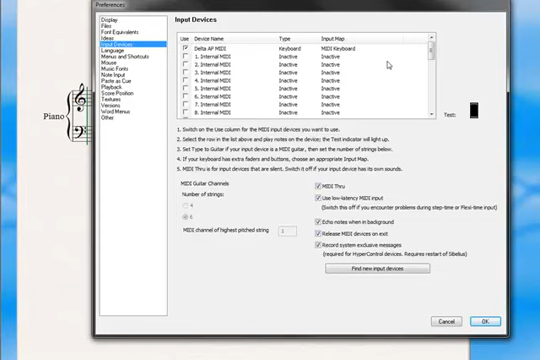 Preferences
Display
Files
Font Equivalents
Ideas
Input Devices
Language
Menus and Shortcuts
Mouse
Music Fonts
Note Input
Paste as Cue
Playback
Score Position
Textures
Versions
Word Menus
Other
Input Devices
Use Device Name Type Input Map
Delta AP MIDI Keyboard MIDI Keyboard
1. Internal MIDI Inactive Inactive
2. Internal MIDI Inactive Inactive
3. Internal MIDI Inactive Inactive
4. Internal MIDI Inactive Inactive
5. Internal MIDI Inactive Inactive
6. Internal MIDI Inactive Inactive
7. Internal MIDI Inactive Inactive
8. Internal MIDI Inactive Inactive
Test:
Piano
1. Switch on the Use column for the MIDI input devices you want to use.
2. Select the row in the list above and play notes on the device; the Test indicator will light up.
3. Set Type to Guitar if your input device is a MIDI guitar, then set the number of strings below.
4. If your keyboard has extra faders and buttons, choose an appropriate Input Map.
5. MIDI Thru is for input devices that are silent. Switch it off if your input device has its own sounds.
MIDI Guitar Channels
Number of strings:
4
6
MIDI channel of highest pitched string: 1
MIDI Thru
Use low-latency MIDI input
(Switch this off if you encounter problems during step-time or Flexi-time input)
Echo notes when in background
Release MIDI devices on exit
Record system exclusive messages
(required for HyperControl devices. Requires restart of Sibelius)
Find new input devices
Cancel
OK